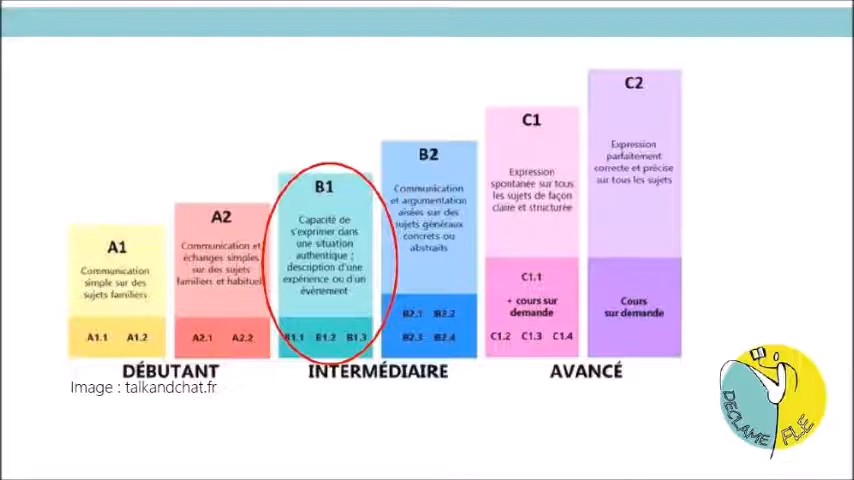 A1
Communication
simple sur des
sujets familiers
A1.1 A1.2
A2
Communication et
échanges simples
sur des sujets
familiers et habituel
A2.1 A2.2
B1
Capacité de
s'exprimer dans
une situation
authentique ;
description d'une
expérience ou d'un
événement
B1.1 B1.2 B1.3
B2
Communication
et argumentation
aisées sur des
sujets généraux
concrets ou
abstraits
B2.1 B2.2
B2.3 B2.4
C1
Expression
spontanée sur tous
les sujets de façon
claire et structurée
C1.1
+ cours sur
demande
C1.2 C1.3 C1.4
C2
Expression
parfaitement
correcte et précise
sur tous les sujets
Cours
sur demande
DÉBUTANT
INTERMÉDIAIRE
AVANCÉ
Image : talkandchat.fr
DECLAME FLE